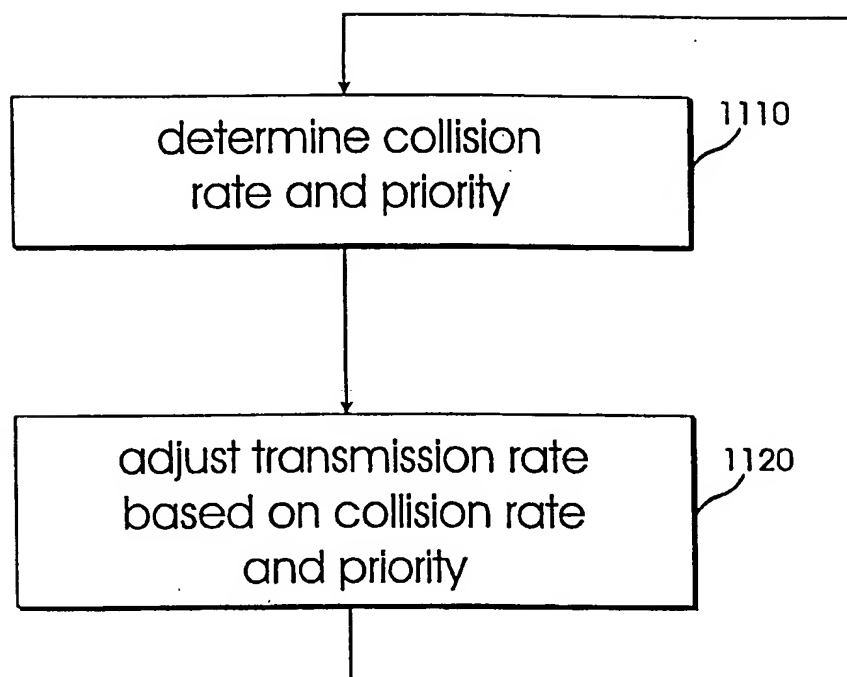 determine collision
rate and priority
1110
adjust transmission rate
based on collision rate
and priority
1120